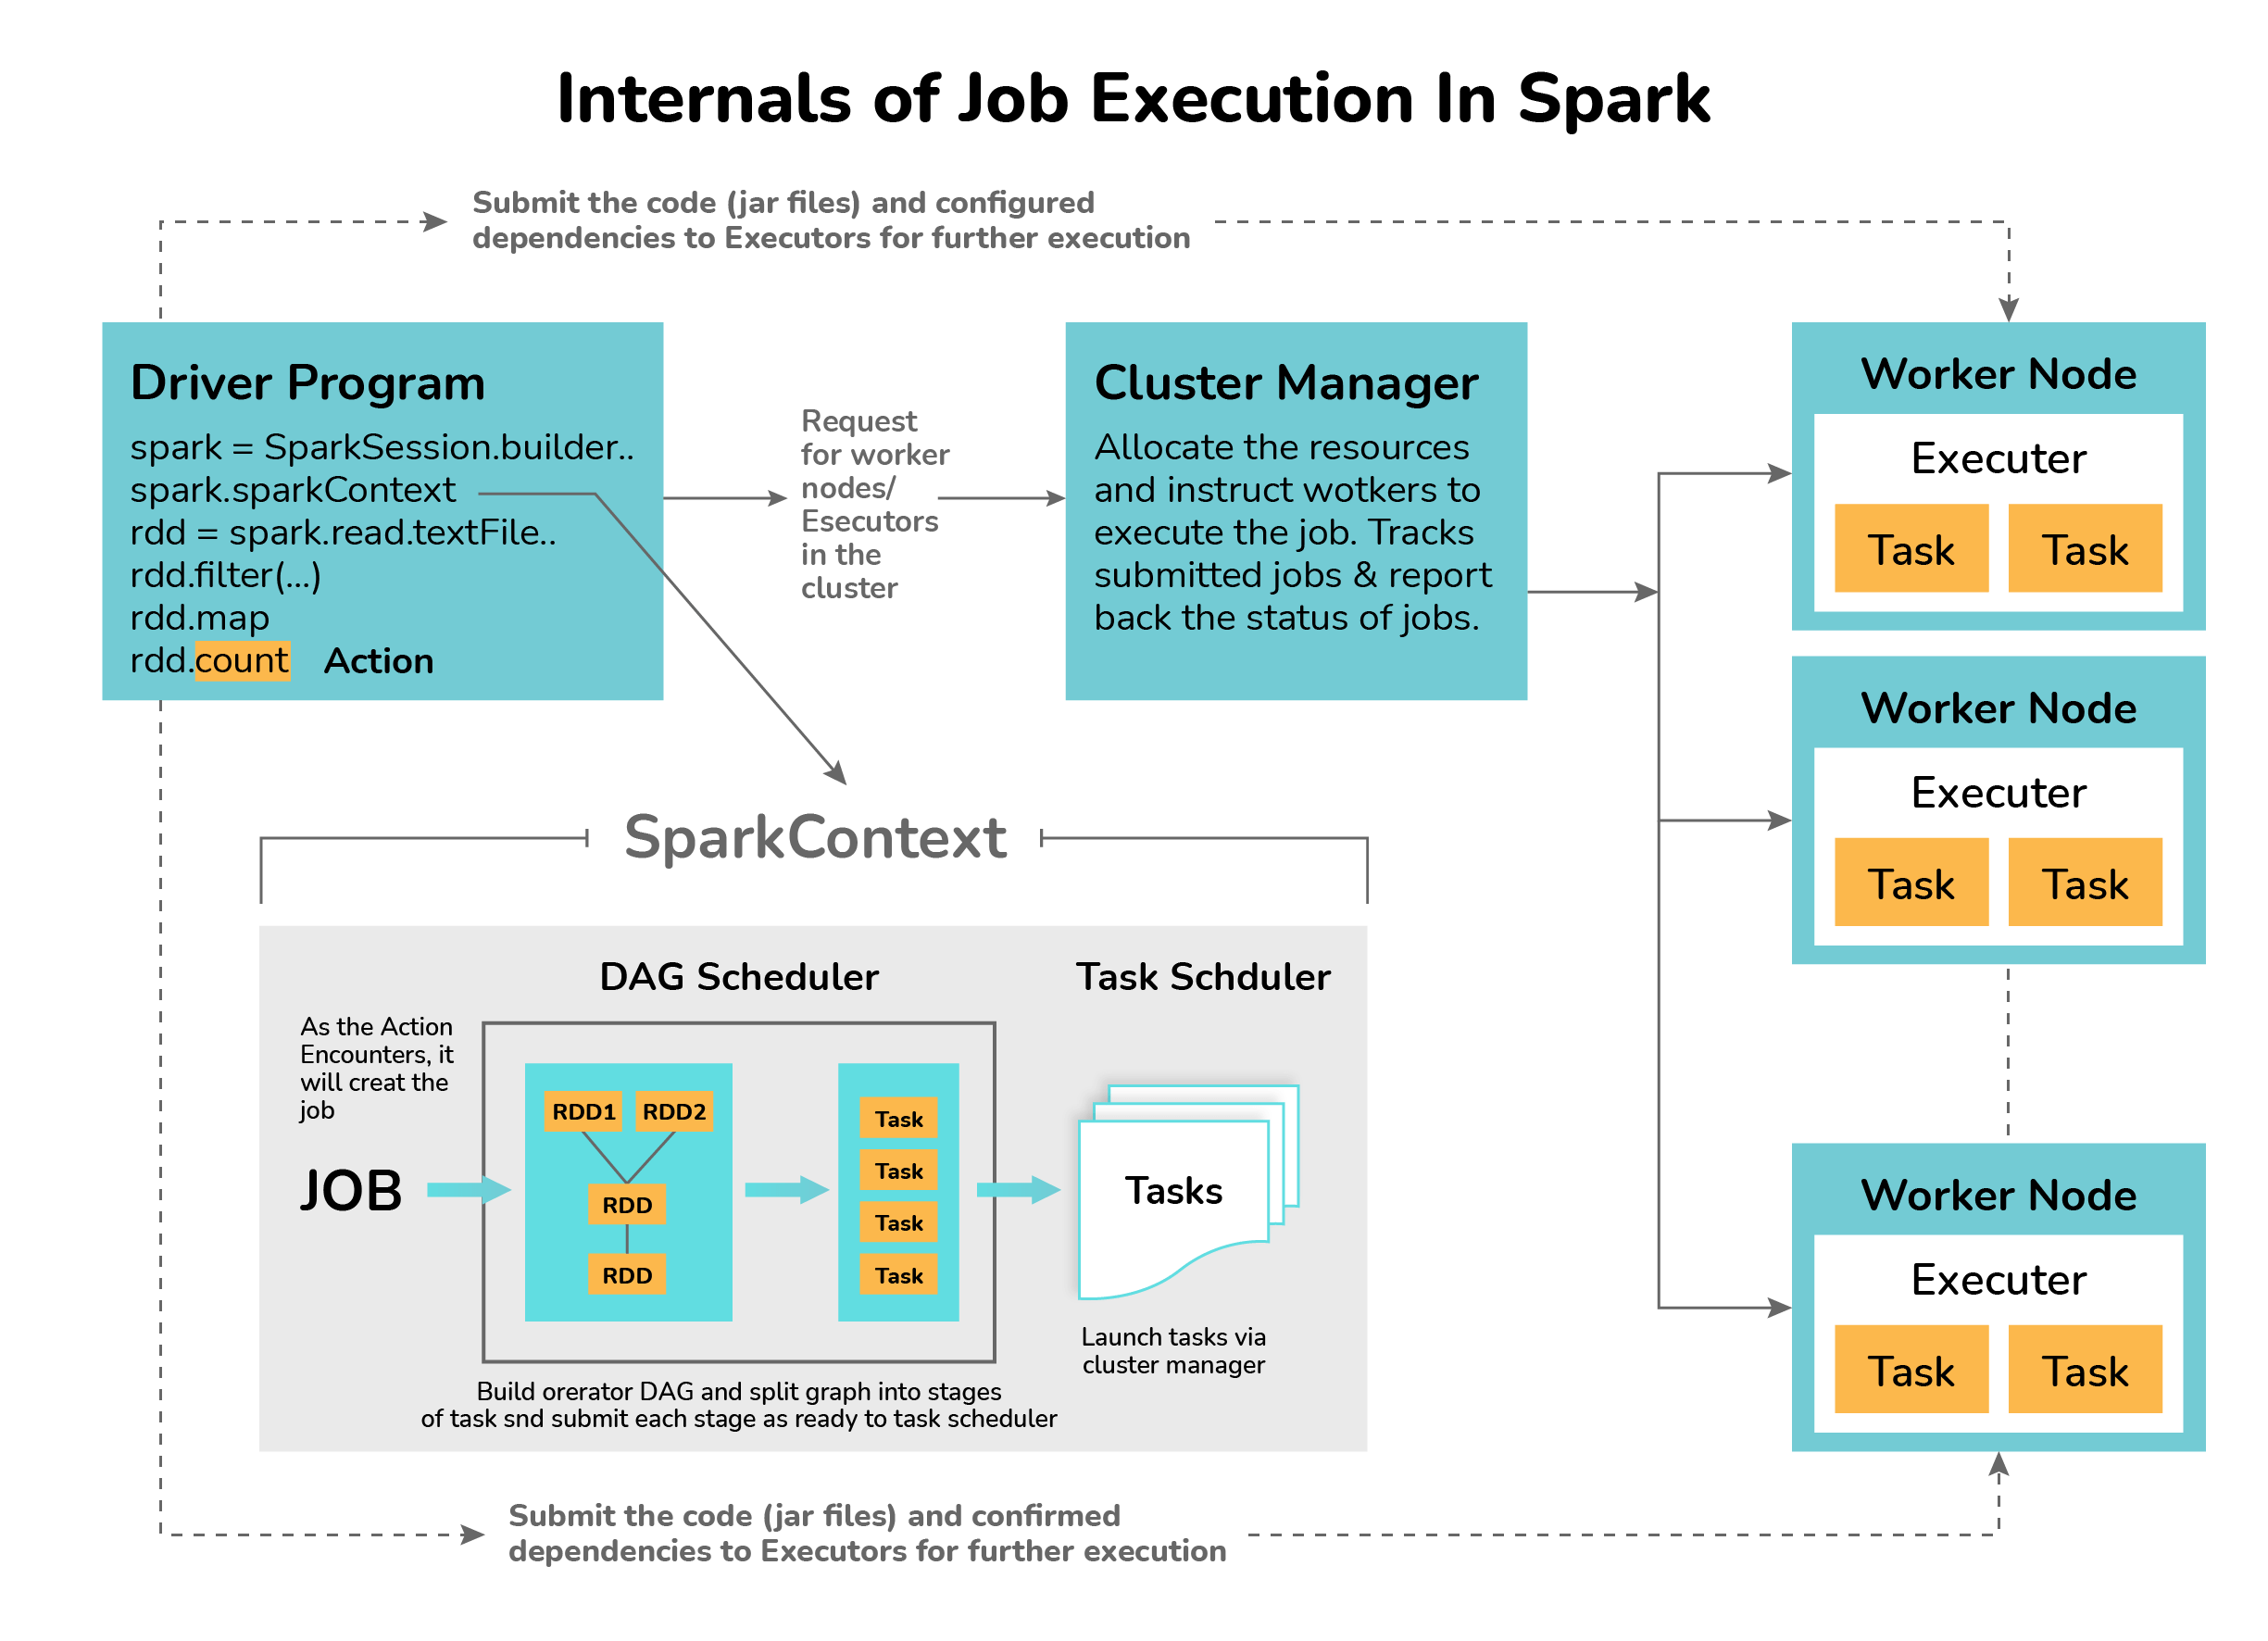 Internals of Job Execution In Spark
Submit the code (jar files) and configured
dependencies to Executors for further execution
Driver Program
spark = SparkSession.builder..
spark.sparkContext
rdd = spark.read.textFile..
rdd.filter(...)
rdd.map
rdd.count Action
Request
for worker
nodes/
Esecutors
in the
cluster
Cluster Manager
Allocate the resources
and instruct wotkers to
execute the job. Tracks
submitted jobs & report
back the status of jobs.
Worker Node
Executer
Task Task
Worker Node
Executer
Task Task
Worker Node
Executer
Task Task
SparkContext
DAG Scheduler
Task Schduler
As the Action
Encounters, it
will creat the
job
JOB
RDD1 RDD2
RDD
RDD
Task
Task
Task
Task
Tasks
Launch tasks via
cluster manager
Build orerator DAG and split graph into stages
of task snd submit each stage as ready to task scheduler
Submit the code (jar files) and confirmed
dependencies to Executors for further execution